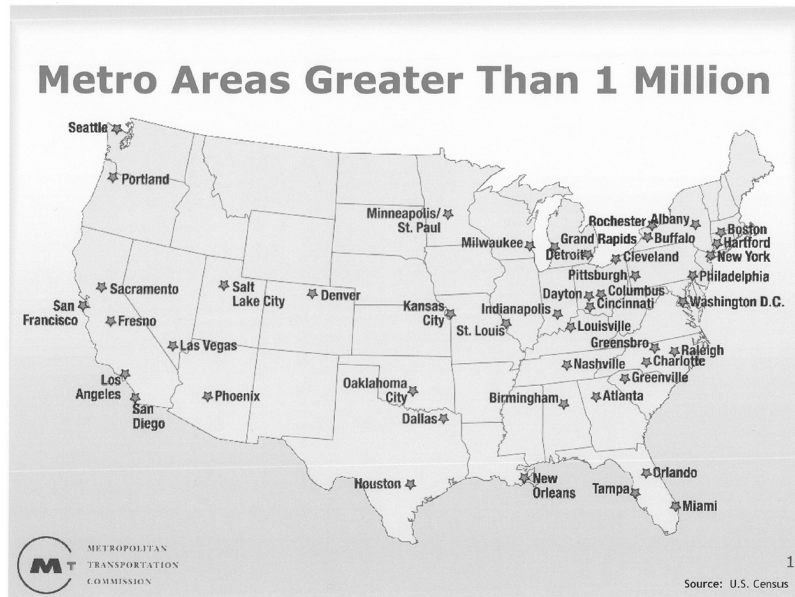 Metro Areas Greater Than 1 Million
Seattle
Portland
Minneapolis/
St. Paul
Milwaukee
Grand Rapids
Detroit
Rochester
Albany
Buffalo
Boston
Hartford
New York
Cleveland
Pittsburgh
Philadelphia
Sacramento
San
Francisco
Fresno
Salt
Lake City
Denver
Kansas
City
St. Louis
Indianapolis
Dayton
Columbus
Cincinnati
Washington D.C.
Louisville
Las Vegas
Greensbro
Raleigh
Charlotte
Nashville
Greenville
Los
Angeles
San
Diego
Phoenix
Oaklahoma
City
Dallas
Birmingham
Atlanta
Houston
New
Orleans
Orlando
Tampa
Miami
MT
METROPOLITAN
TRANSPORTATION
COMMISSION
1
Source: U.S. Census